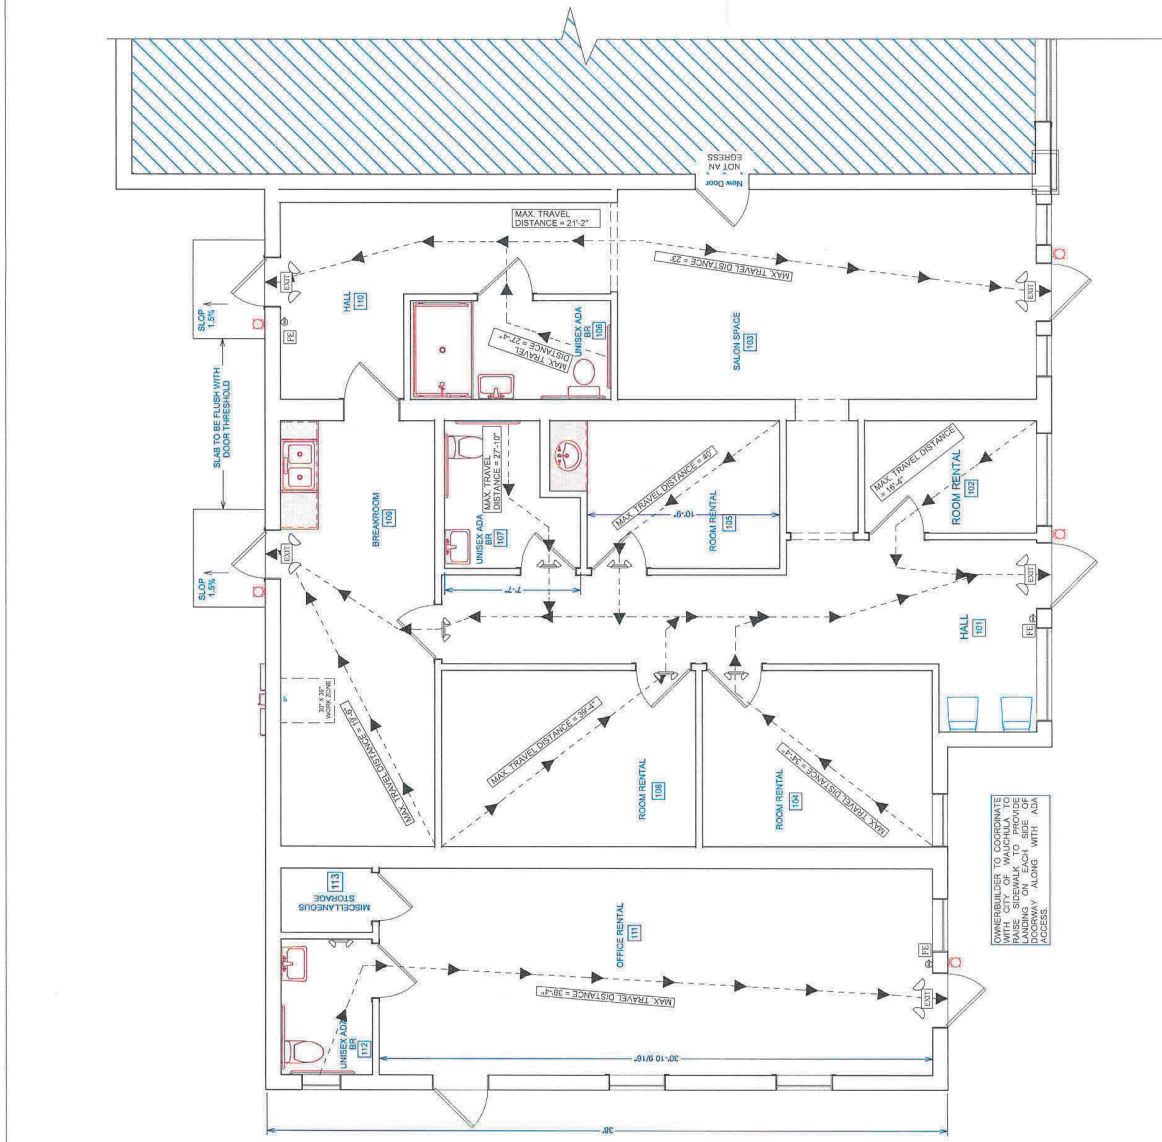 NOT AN
EGRESS
New Door
MAX. TRAVEL
DISTANCE = 21'-2"
MAX. TRAVEL DISTANCE = 23'
EXIT
EXIT
SLOP
1.5%
HALL
110
FE
MAX. TRAVEL
DISTANCE = 27'-4"
UNISEX ADA
BR
106
SALON SPACE
103
SLAB TO BE FLUSH WITH
DOOR THRESHOLD
BREAKROOM
109
MAX. TRAVEL
DISTANCE = 27'-10"
UNISEX ADA
BR
107
MAX. TRAVEL DISTANCE = 40'
10'-9"
ROOM RENTAL
105
MAX. TRAVEL DISTANCE
= 16'-4"
ROOM RENTAL
102
EXIT
SLOP
1.5%
7'-7"
EXIT
HALL
101
FE
30" X 36"
WORK ZONE
MAX. TRAVEL DISTANCE = 19'-8"
MAX. TRAVEL DISTANCE = 39'-4"
ROOM RENTAL
108
MAX. TRAVEL DISTANCE = 34'-4"
ROOM RENTAL
104
OWNER/BUILDER TO COORDINATE
WITH CITY OF WAUCHULA TO
RAISE SIDEWALK TO PROVIDE
LANDING ON EACH SIDE OF
DOORWAY ALONG WITH ADA
ACCESS.
113
MISCELLANEOUS
STORAGE
OFFICE RENTAL
111
FE
EXIT
MAX. TRAVEL DISTANCE = 38'-4"
UNISEX ADA
BR
112
30'-10 9/16"
38'